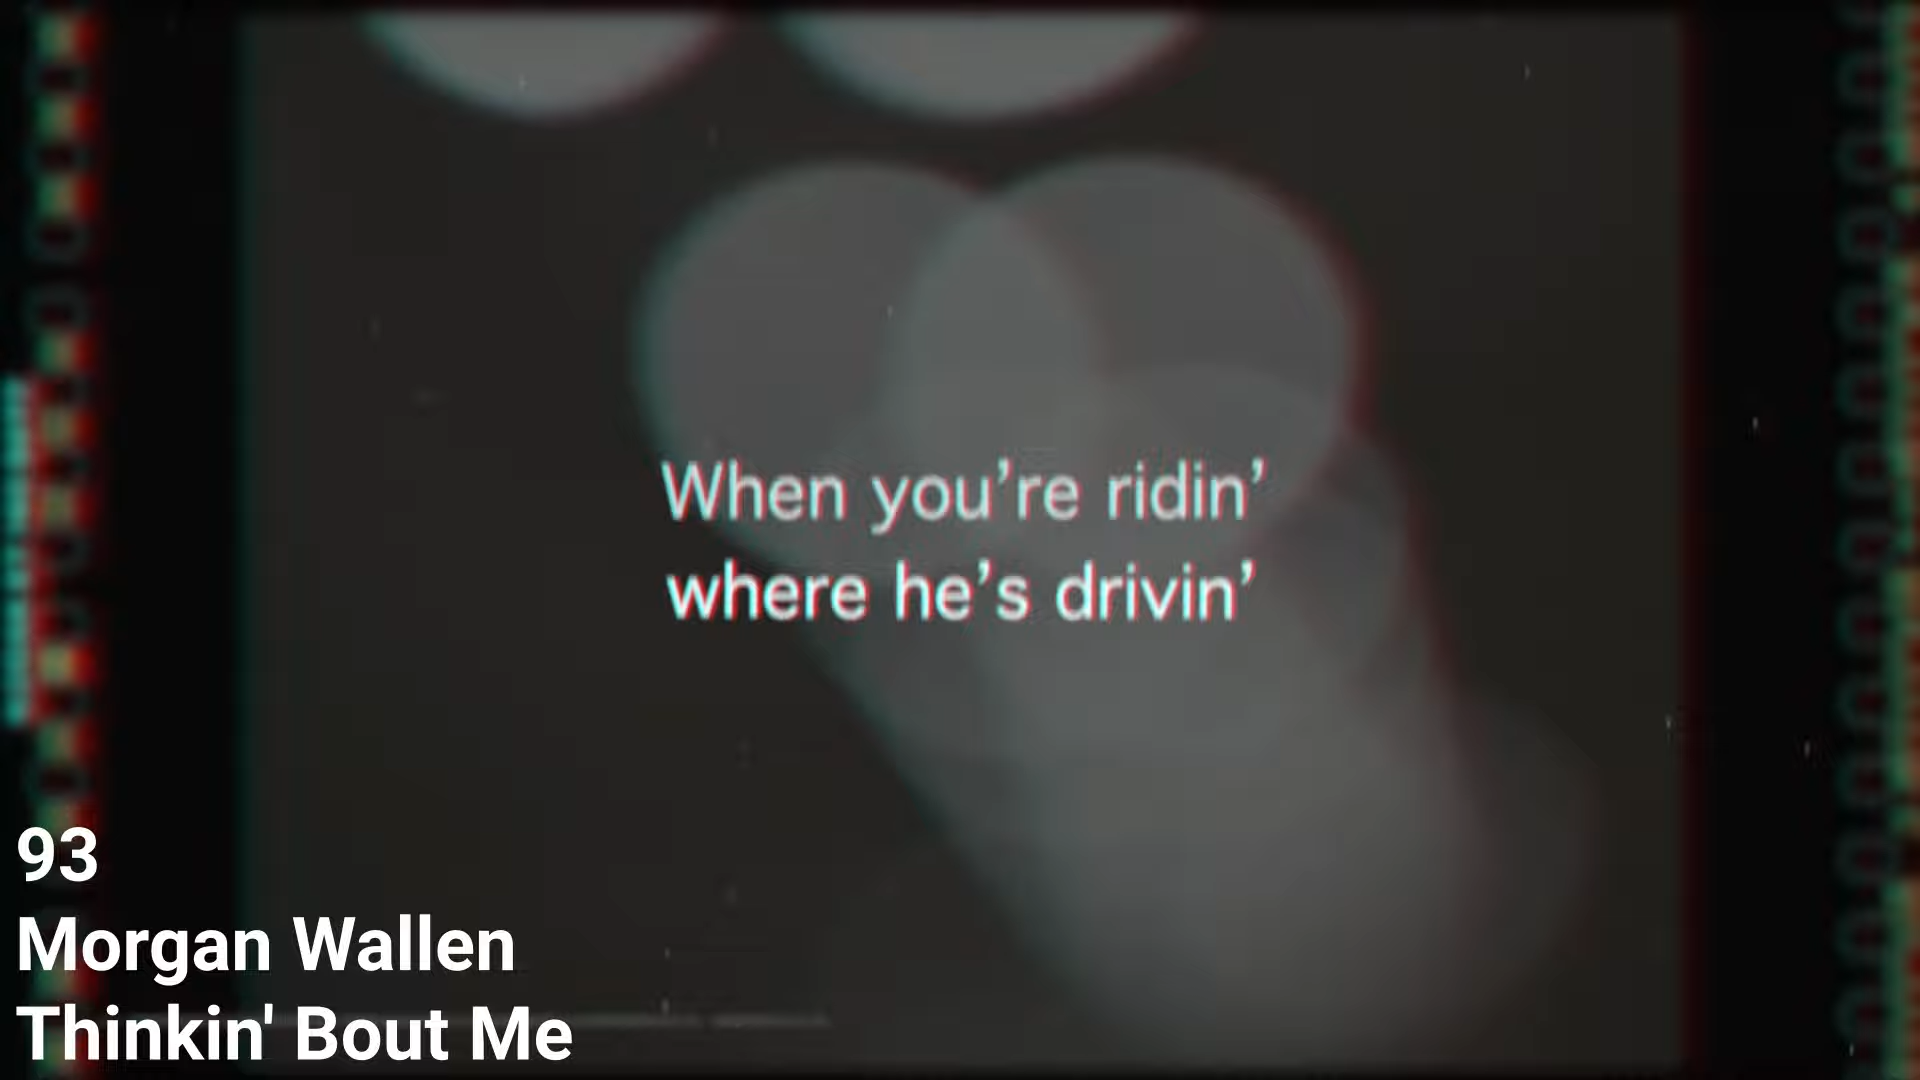 When you’re ridin’
where he’s drivin’
93
Morgan Wallen
Thinkin' Bout Me